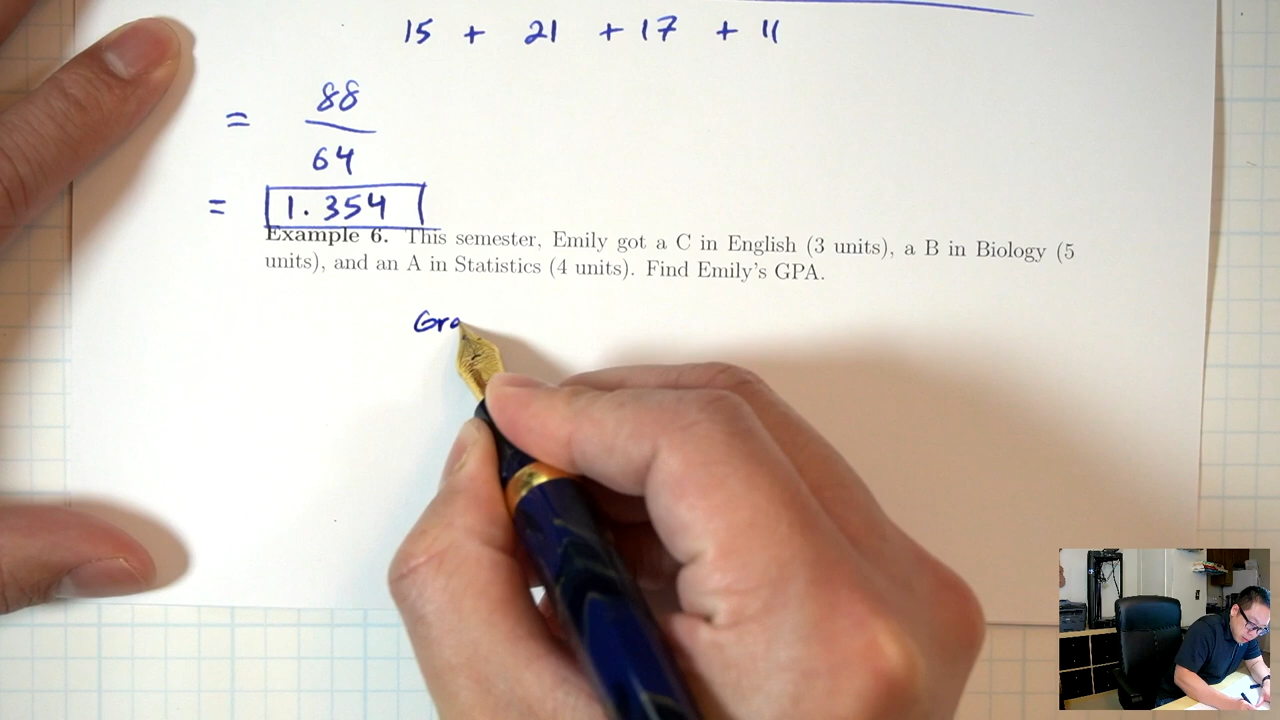 15 + 21 + 17 + 11
= 88
64
= 1.354
Example 6. This semester, Emily got a C in English (3 units), a B in Biology (5
units), and an A in Statistics (4 units). Find Emily's GPA.
Gra